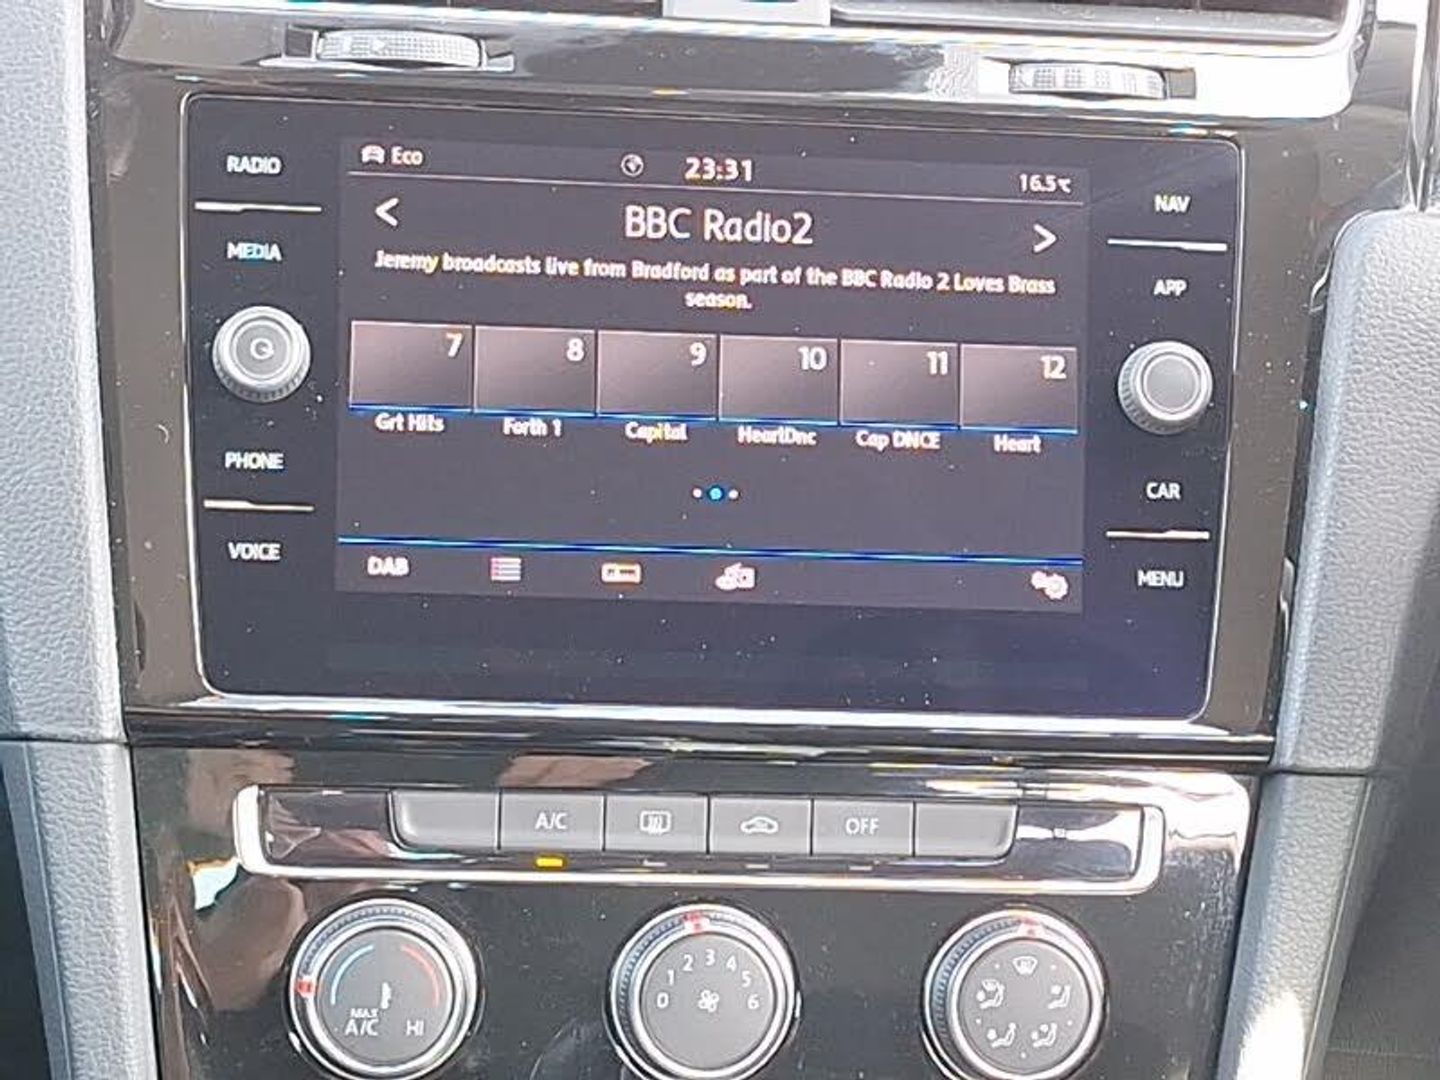 RADIO
MEDIA
PHONE
VOICE
Eco
23:31
16.5℃
<
BBC Radio2
>
Jeremy broadcasts live from Bradford as part of the BBC Radio 2 Loves Brass
season.
7 8 9 10 11 12
Grt Hits Forth 1 Capital HeartDnc Cap DNCE Heart
DAB
NAV
APP
CAR
MENU
A/C OFF
MAX
A/C HI
0 1 2 3 4 5 6